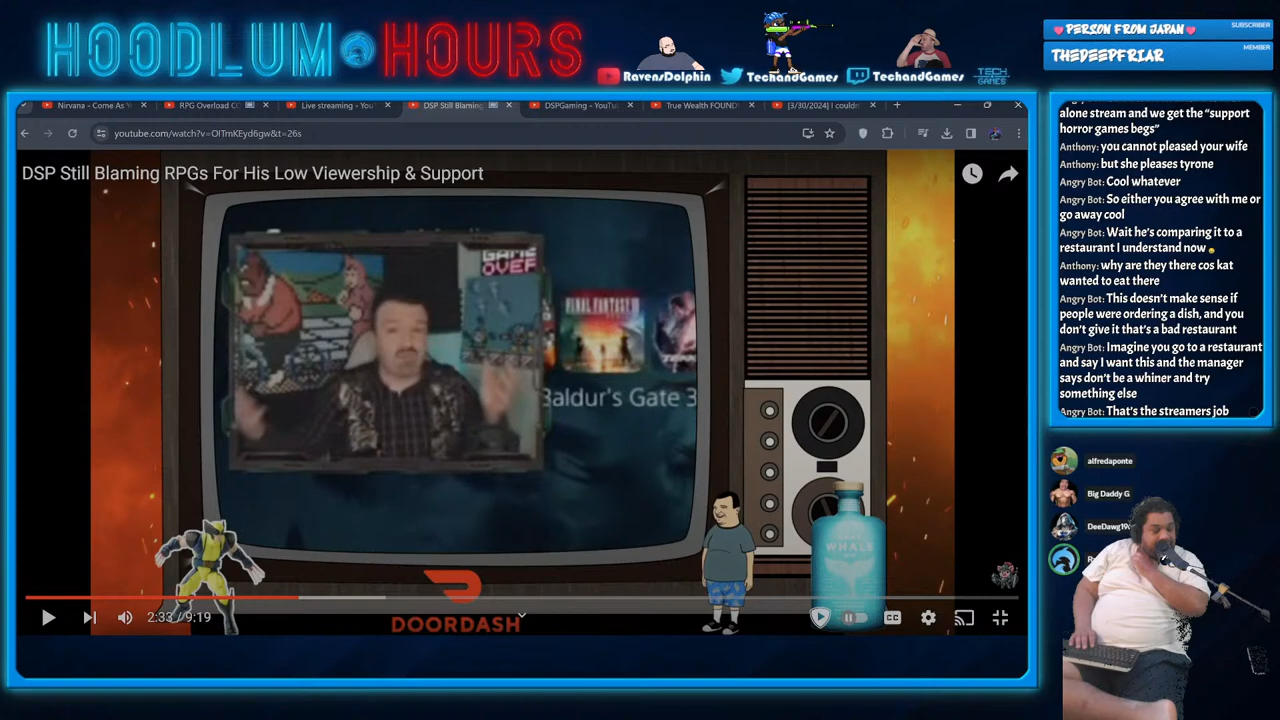 HOODLUM HOURS
RavensDolphin
TechandGames
TechandGames
TECH
GAMES
PERSON FROM JAPAN
SUBSCRIBER
THEDEEPFRIAR
MEMBER
Nirvana - Come As
RPG Overload C
Live streaming - You
DSP Still Blaming
DSPGaming - YouTu
True Wealth FOUND
[3/30/2024] I could
youtube.com/watch?v=OITmKEyd6gw&t=26s
DSP Still Blaming RPGs For His Low Viewership & Support
GAME
OVER
FINAL FANTASY VII
Baldur's Gate 3
WHALE
DOORDASH
2:33 / 9:19
CC
alone stream and we get the “support
horror games begs”
Anthony: you cannot pleased your wife
Anthony: but she pleases tyrone
Angry Bot: Cool whatever
Angry Bot: So either you agree with me or
go away cool
Angry Bot: Wait he’s comparing it to a
restaurant I understand now
Anthony: why are they there cos kat
wanted to eat there
Angry Bot: This doesn’t make sense if
people were ordering a dish, and you
don’t give it that’s a bad restaurant
Angry Bot: Imagine you go to a restaurant
and say I want this and the manager
says don’t be a whiner and try
something else
Angry Bot: That’s the streamers job
alfredaponte
Big Daddy G
DeeDawg19